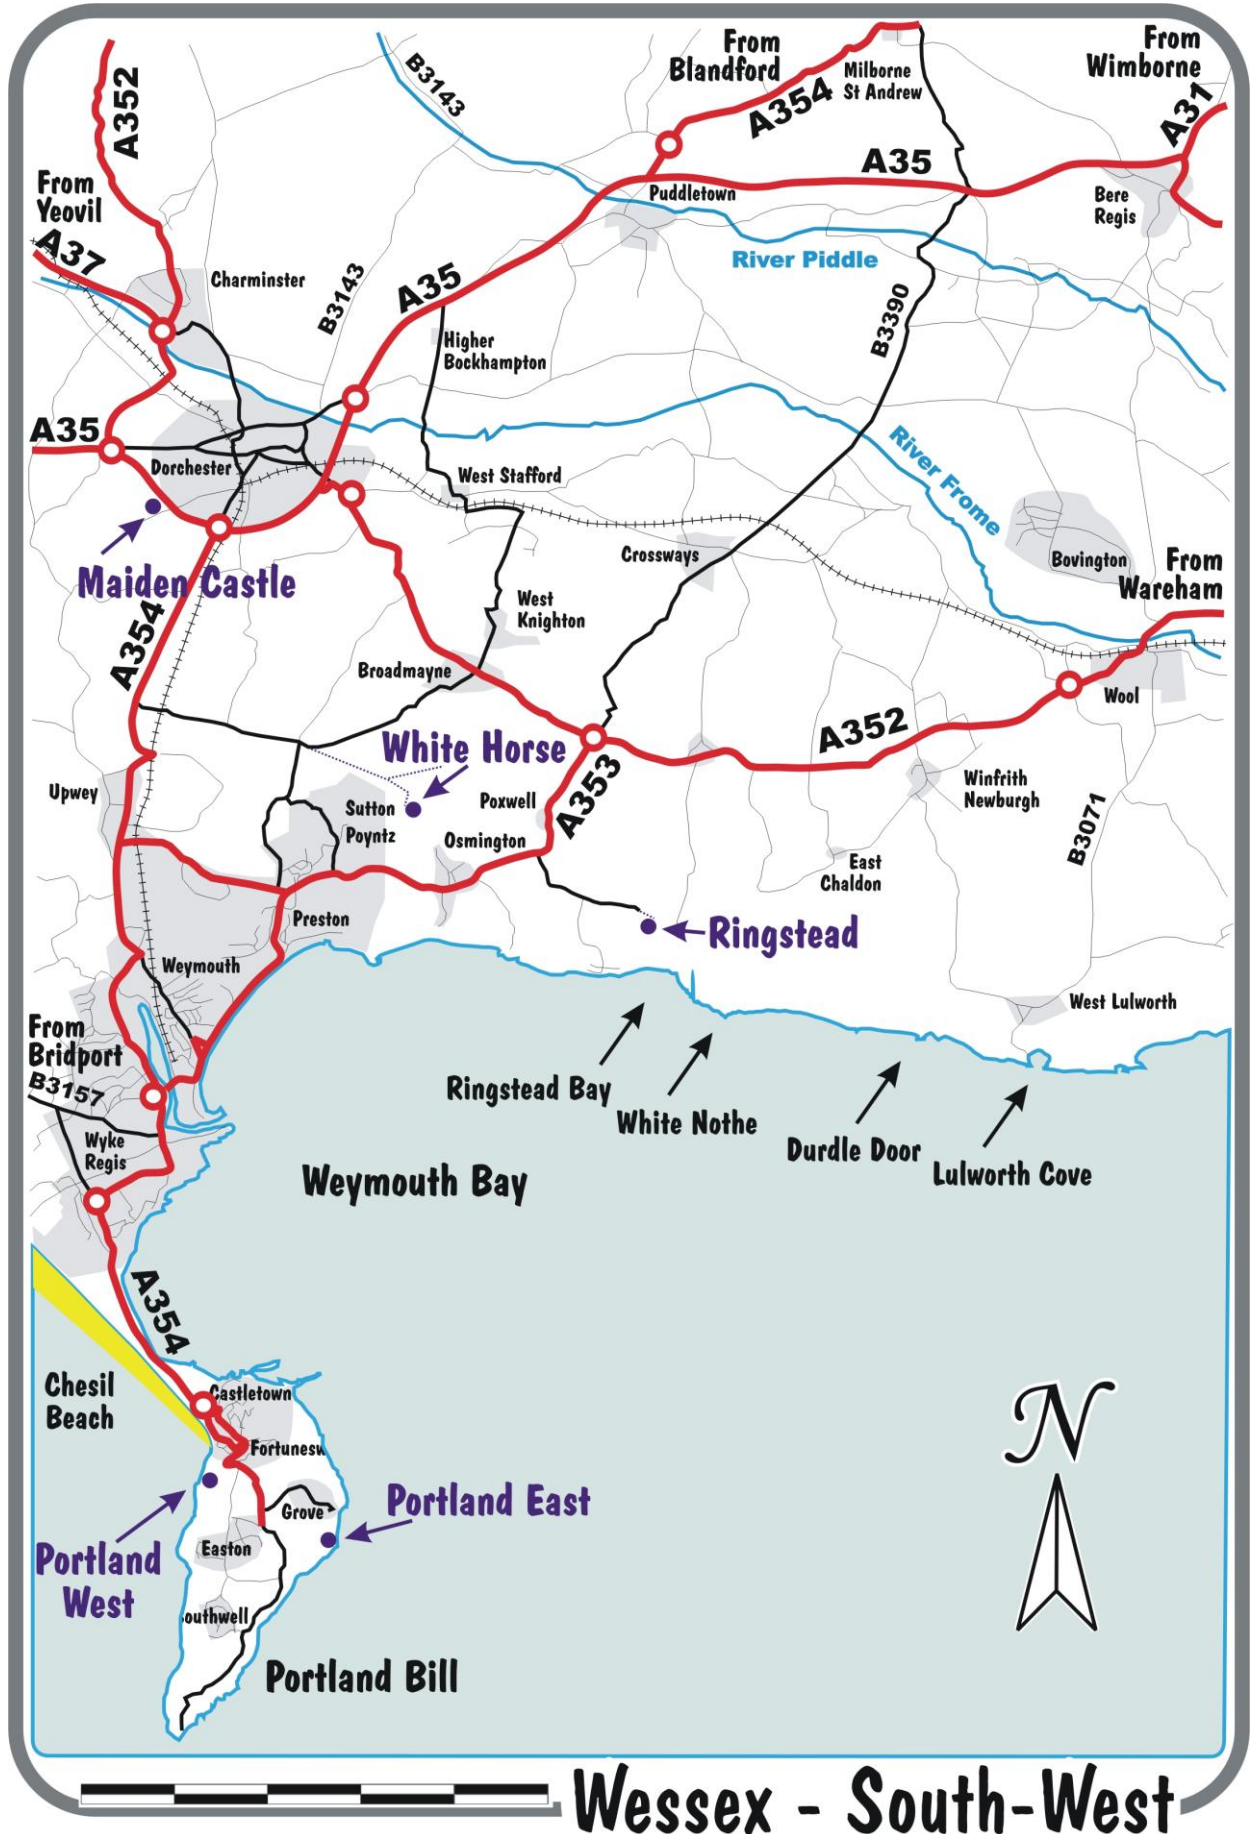 From
Blandford
Milborne
St Andrew
From
Wimborne
A352
B3143
A354
A31
A35
From
Yeovil
Puddletown
Bere
Regis
A37
River Piddle
Charminster
B3143
A35
B3390
Higher
Bockhampton
A35
Dorchester
West Stafford
River Frome
Crossways
Bovington
From
Wareham
Maiden Castle
West
Knighton
A354
Broadmayne
Wool
A352
White Horse
Upwey
Sutton
Poyntz
Poxwell
A353
Winfrith
Newburgh
Osmington
B3071
East
Chaldon
Preston
Ringstead
Weymouth
West Lulworth
From
Bridport
B3157
Ringstead Bay
White Nothe
Wyke
Regis
Durdle Door
Lulworth Cove
Weymouth Bay
A354
Chesil
Beach
Castletown
N
Fortunesw
Portland East
Grove
Portland
West
Easton
outhwell
Portland Bill
Wessex - South-West